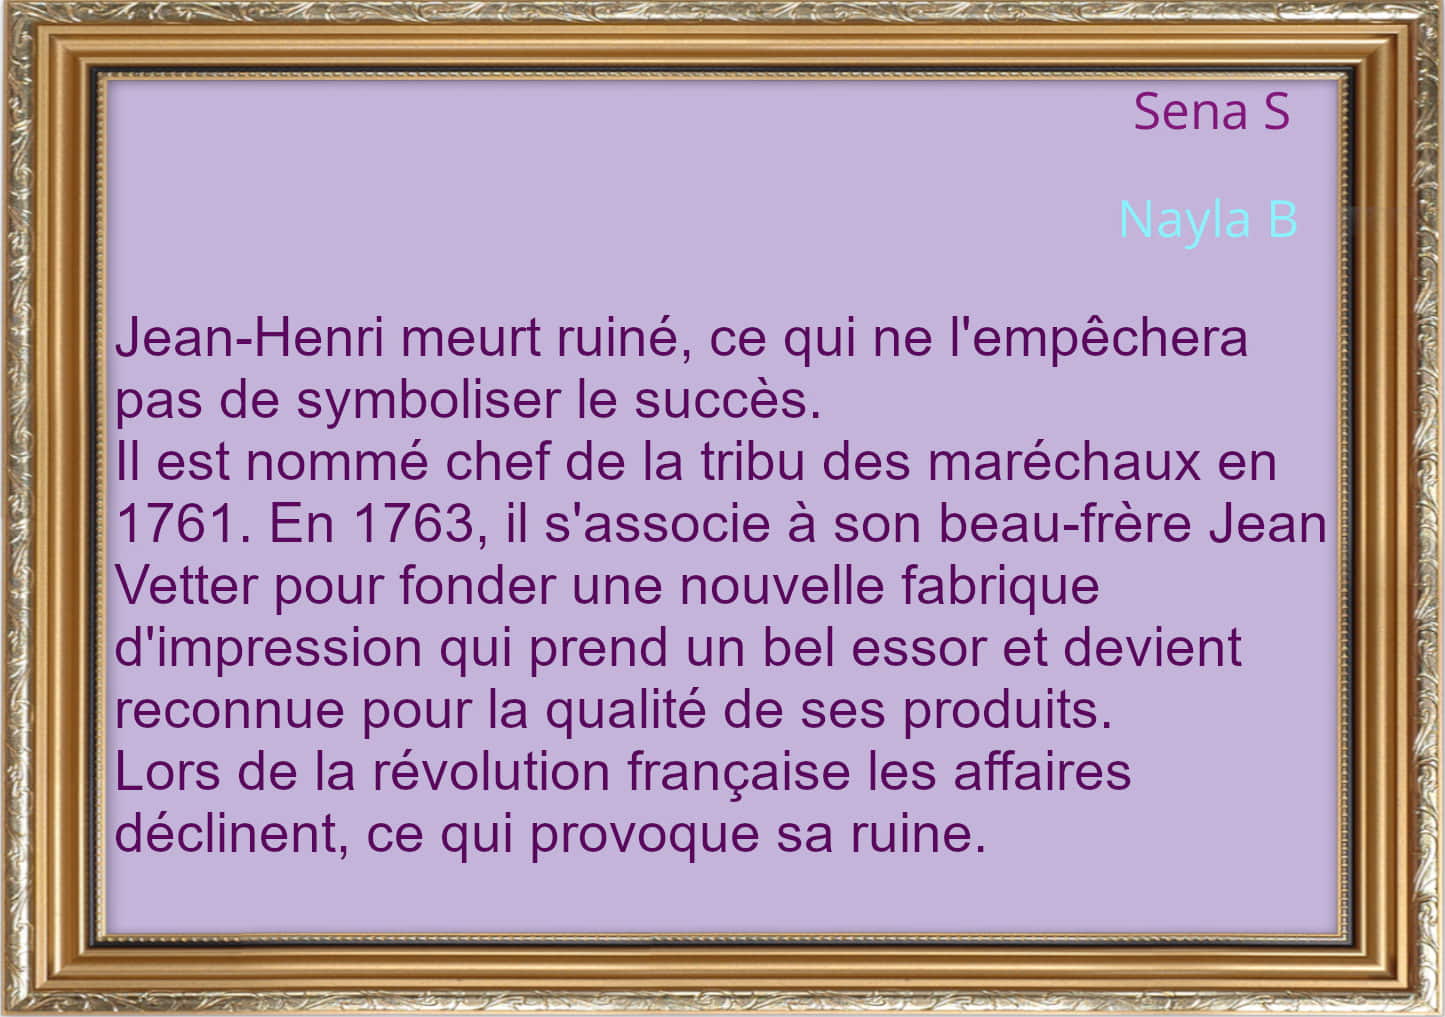 Sena S
Nayla B
Jean-Henri meurt ruiné, ce qui ne l'empêchera
pas de symboliser le succès.
Il est nommé chef de la tribu des maréchaux en
1761. En 1763, il s'associe à son beau-frère Jean
Vetter pour fonder une nouvelle fabrique
d'impression qui prend un bel essor et devient
reconnue pour la qualité de ses produits.
Lors de la révolution française les affaires
déclinent, ce qui provoque sa ruine.